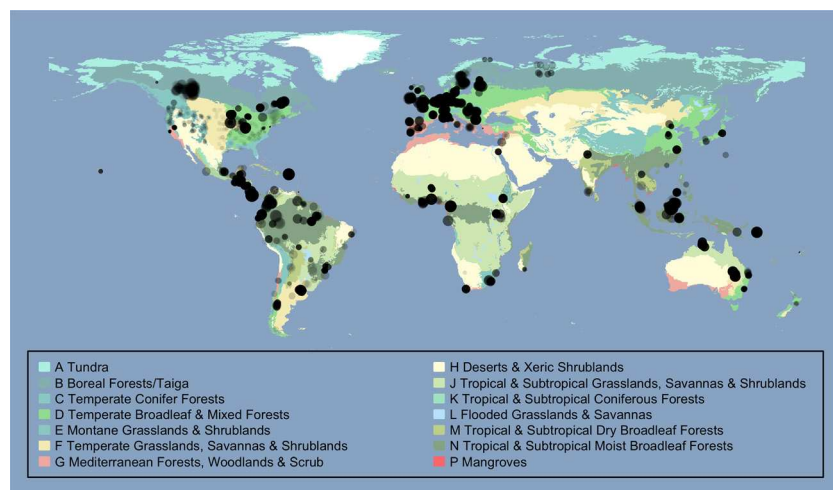 A Tundra
B Boreal Forests/Taiga
C Temperate Conifer Forests
D Temperate Broadleaf & Mixed Forests
E Montane Grasslands & Shrublands
F Temperate Grasslands, Savannas & Shrublands
G Mediterranean Forests, Woodlands & Scrub
H Deserts & Xeric Shrublands
J Tropical & Subtropical Grasslands, Savannas & Shrublands
K Tropical & Subtropical Coniferous Forests
L Flooded Grasslands & Savannas
M Tropical & Subtropical Dry Broadleaf Forests
N Tropical & Subtropical Moist Broadleaf Forests
P Mangroves